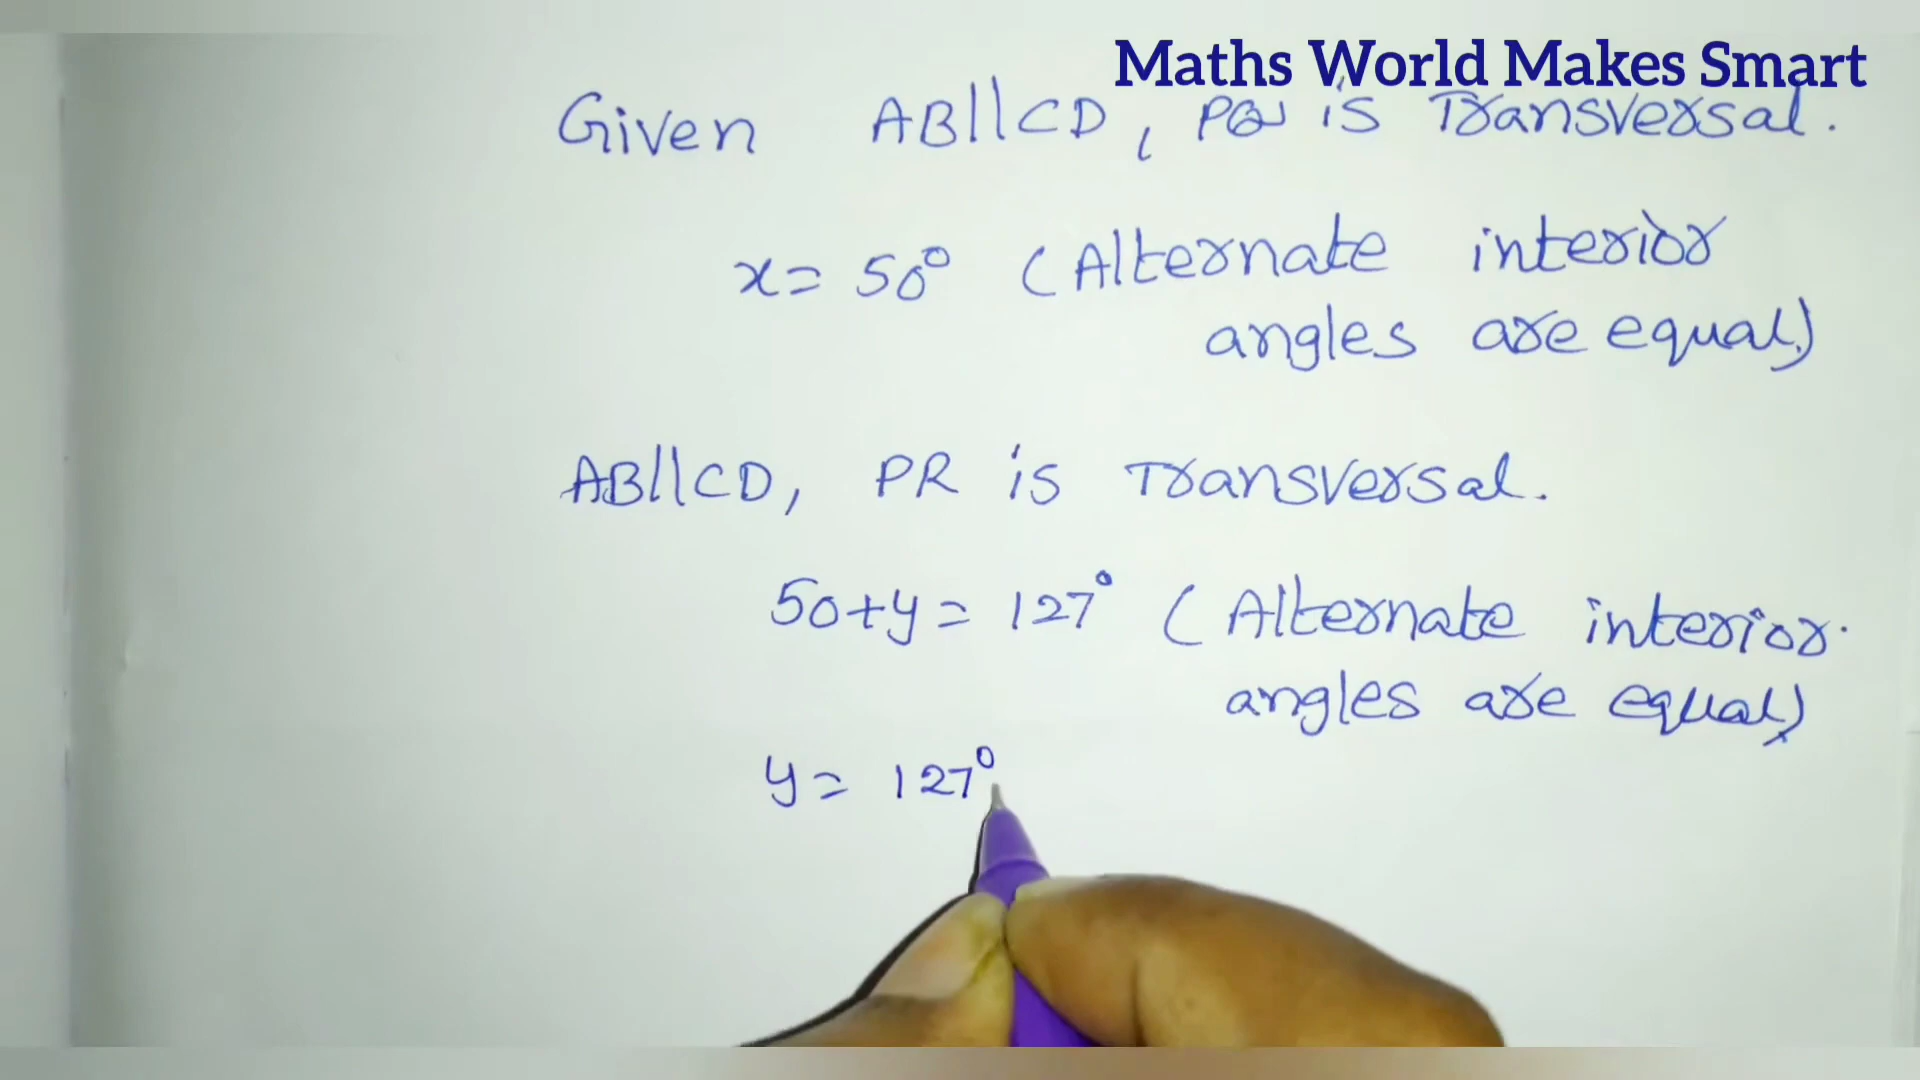 Maths World Makes Smart
Given AB||CD, PQ is Transversal.
x = 50° (Alternate interior
angles are equal)
AB||CD, PR is Transversal.
50+y = 127° (Alternate interior
angles are equal)
y = 127°